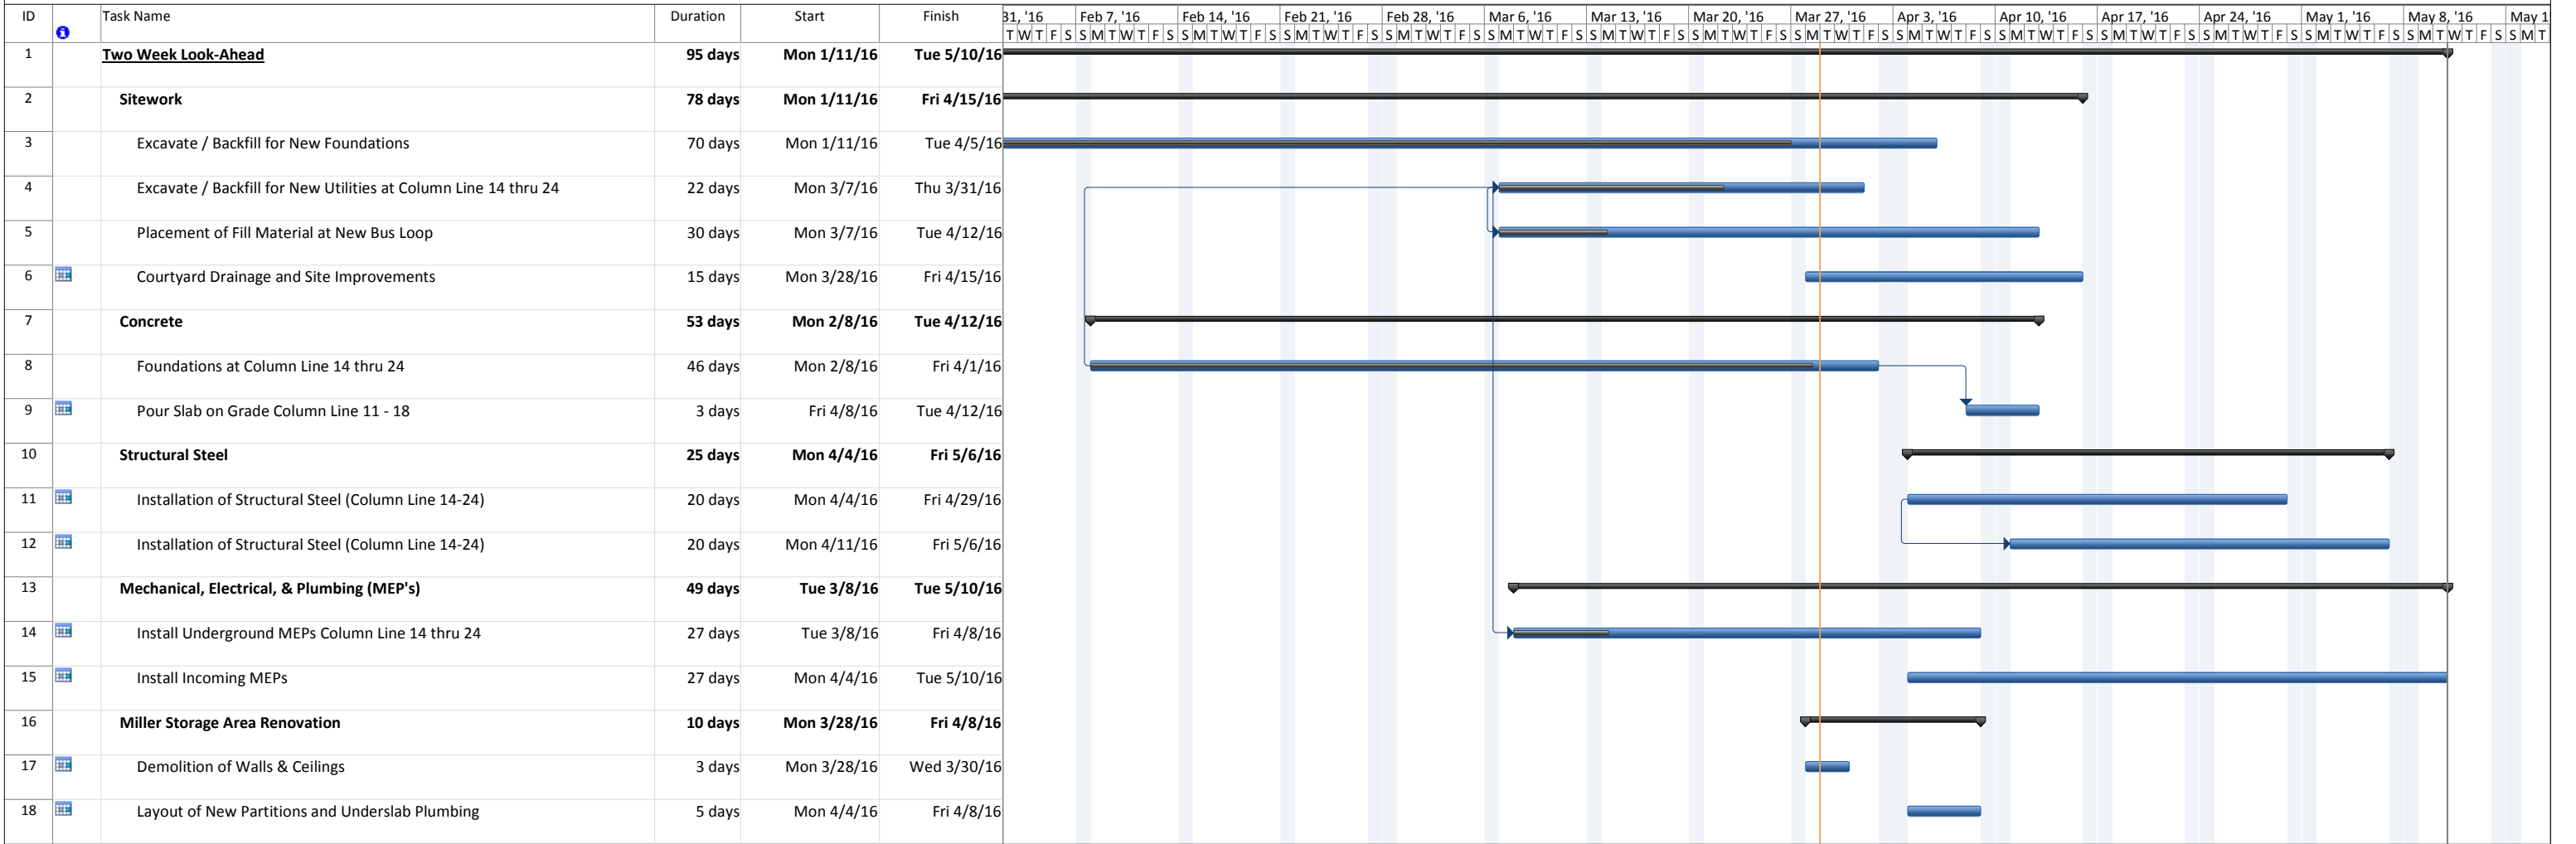 ID Task Name Duration Start Finish 31, '16 Feb 7, '16 Feb 14, '16 Feb 21, '16 Feb 28, '16 Mar 6, '16 Mar 13, '16 Mar 20, '16 Mar 27, '16 Apr 3, '16 Apr 10, '16 Apr 17, '16 Apr 24, '16 May 1, '16 May 8, '16 May 1
T W T F S S M T W T F S S M T W T F S S M T W T F S S M T W T F S S M T W T F S S M T W T F S S M T W T F S S M T W T F S S M T W T F S S M T W T F S S M T W T F S S M T W T F S S M T W T F S S M T W T F S S M T
1 Two Week Look-Ahead 95 days Mon 1/11/16 Tue 5/10/16
2 Sitework 78 days Mon 1/11/16 Fri 4/15/16
3 Excavate / Backfill for New Foundations 70 days Mon 1/11/16 Tue 4/5/16
4 Excavate / Backfill for New Utilities at Column Line 14 thru 24 22 days Mon 3/7/16 Thu 3/31/16
5 Placement of Fill Material at New Bus Loop 30 days Mon 3/7/16 Tue 4/12/16
6 Courtyard Drainage and Site Improvements 15 days Mon 3/28/16 Fri 4/15/16
7 Concrete 53 days Mon 2/8/16 Tue 4/12/16
8 Foundations at Column Line 14 thru 24 46 days Mon 2/8/16 Fri 4/1/16
9 Pour Slab on Grade Column Line 11 - 18 3 days Fri 4/8/16 Tue 4/12/16
10 Structural Steel 25 days Mon 4/4/16 Fri 5/6/16
11 Installation of Structural Steel (Column Line 14-24) 20 days Mon 4/4/16 Fri 4/29/16
12 Installation of Structural Steel (Column Line 14-24) 20 days Mon 4/11/16 Fri 5/6/16
13 Mechanical, Electrical, & Plumbing (MEP's) 49 days Tue 3/8/16 Tue 5/10/16
14 Install Underground MEPs Column Line 14 thru 24 27 days Tue 3/8/16 Fri 4/8/16
15 Install Incoming MEPs 27 days Mon 4/4/16 Tue 5/10/16
16 Miller Storage Area Renovation 10 days Mon 3/28/16 Fri 4/8/16
17 Demolition of Walls & Ceilings 3 days Mon 3/28/16 Wed 3/30/16
18 Layout of New Partitions and Underslab Plumbing 5 days Mon 4/4/16 Fri 4/8/16